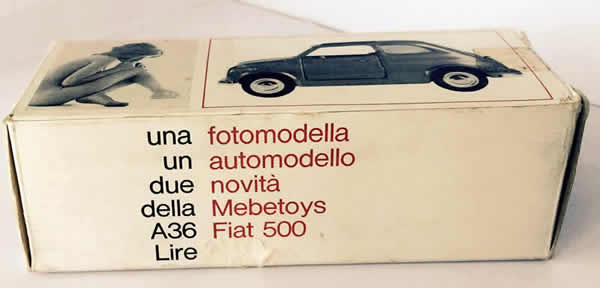 una fotomodella
un automodello
due novità
della Mebetoys
A36 Fiat 500
Lire